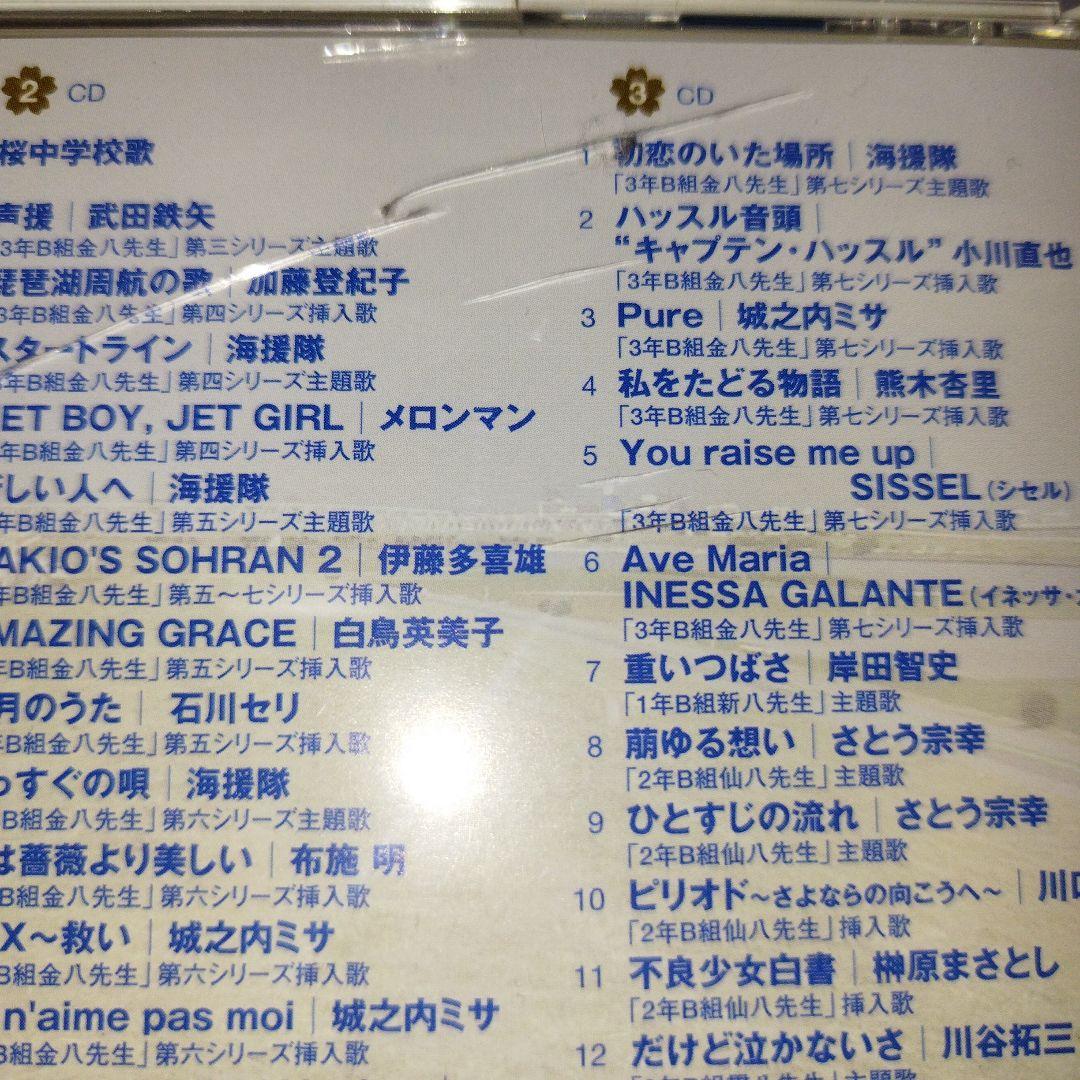 2 CD
桜中学校歌
声援｜武田鉄矢
3年B組金八先生」第三シリーズ主題歌
琵琶湖周航の歌｜加藤登紀子
3年B組金八先生」第四シリーズ挿入歌
スタートライン｜海援隊
年B組金八先生」第四シリーズ主題歌
ET BOY, JET GIRL｜メロンマン
年B組金八先生」第四シリーズ挿入歌
しい人へ｜海援隊
年B組金八先生」第五シリーズ主題歌
AKIO'S SOHRAN 2｜伊藤多喜雄
年B組金八先生」第五〜七シリーズ挿入歌
MAZING GRACE｜白鳥英美子
年B組金八先生」第五シリーズ挿入歌
月のうた｜石川セリ
年B組金八先生」第五シリーズ挿入歌
っすぐの唄｜海援隊
B組金八先生」第六シリーズ主題歌
は薔薇より美しい｜布施 明
B組金八先生」第六シリーズ挿入歌
X〜救い｜城之内ミサ
B組金八先生」第六シリーズ挿入歌
n'aime pas moi｜城之内ミサ
B組金八先生」第六シリーズ挿入歌
3 CD
1 初恋のいた場所｜海援隊
「3年B組金八先生」第七シリーズ主題歌
2 ハッスル音頭｜
“キャプテン・ハッスル” 小川直也
「3年B組金八先生」第七シリーズ挿入歌
3 Pure｜城之内ミサ
「3年B組金八先生」第七シリーズ挿入歌
4 私をたどる物語｜熊木杏里
「3年B組金八先生」第七シリーズ挿入歌
5 You raise me up｜
SISSEL（シセル）
「3年B組金八先生」第七シリーズ挿入歌
6 Ave Maria｜
INESSA GALANTE（イネッサ・
「3年B組金八先生」第七シリーズ挿入歌
7 重いつばさ｜岸田智史
「1年B組新八先生」主題歌
8 萠ゆる想い｜さとう宗幸
「2年B組仙八先生」主題歌
9 ひとすじの流れ｜さとう宗幸
「2年B組仙八先生」主題歌
10 ピリオド〜さよならの向こうへ〜｜川
「2年B組仙八先生」挿入歌
11 不良少女白書｜榊原まさとし
「2年B組仙八先生」挿入歌
12 だけど泣かないさ｜川谷拓三